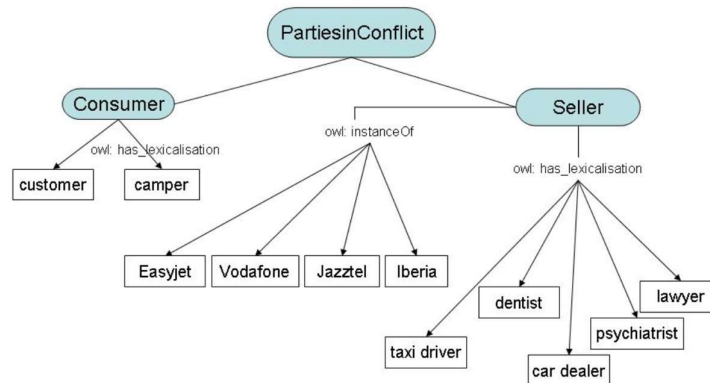 PartiesinConflict
Consumer
Seller
owl: instanceOf
owl: has_lexicalisation
owl: has_lexicalisation
customer
camper
Easyjet
Vodafone
Jazztel
Iberia
lawyer
dentist
psychiatrist
taxi driver
car dealer